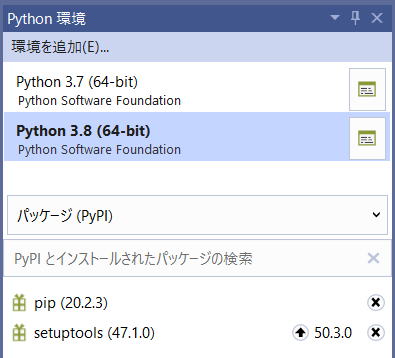 Python 環境
環境を追加(E)...
Python 3.7 (64-bit)
Python Software Foundation
Python 3.8 (64-bit)
Python Software Foundation
パッケージ (PyPI)
PyPI とインストールされたパッケージの検索
pip (20.2.3)
setuptools (47.1.0) 50.3.0